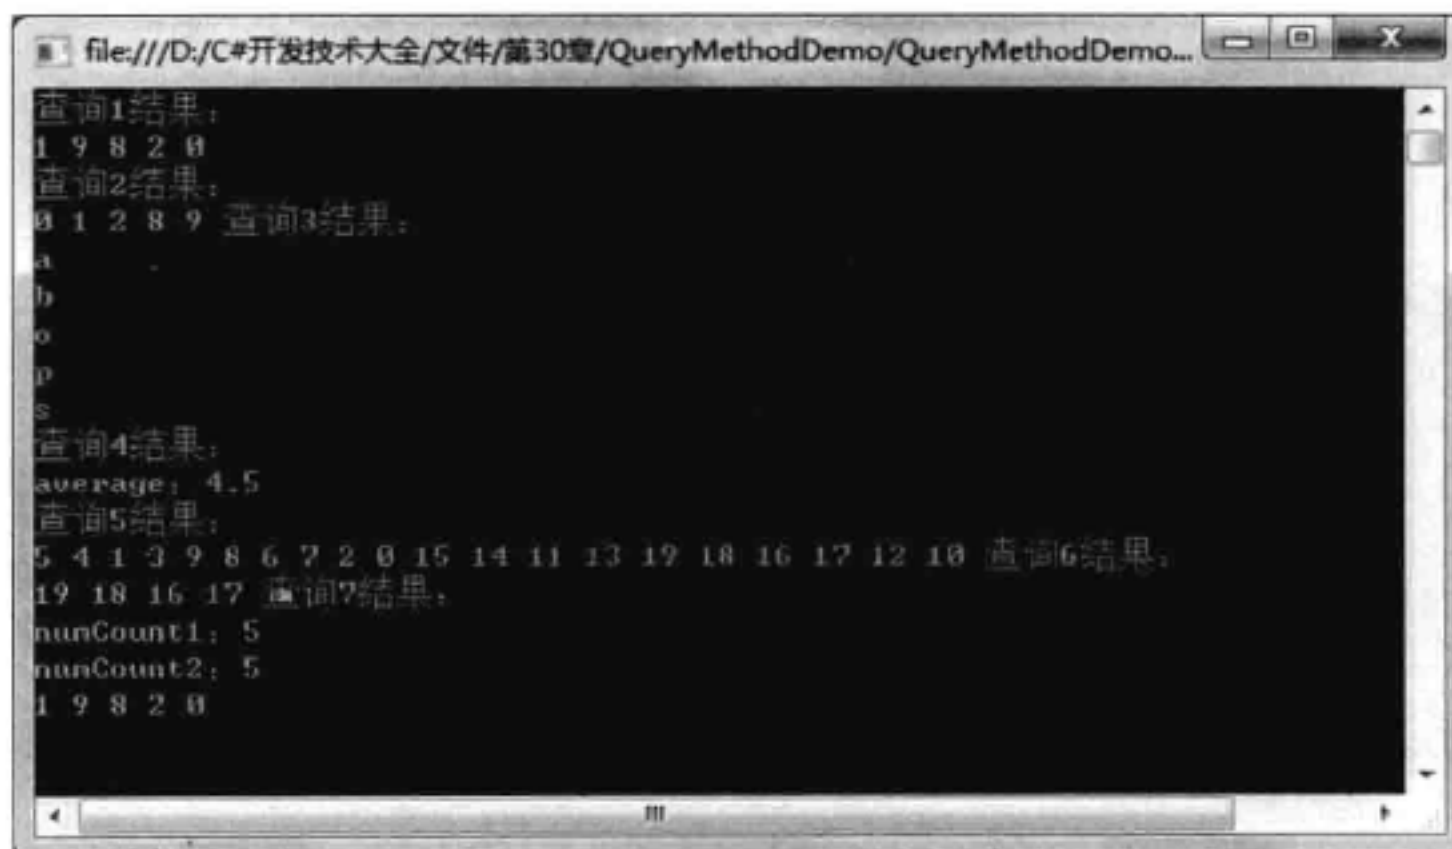 file:///D:/C#开发技术大全/文件/第30章/QueryMethodDemo/QueryMethodDemo...
查询1结果：
1 9 8 2 0
查询2结果：
0 1 2 8 9 查询3结果：
a
b
o
p
s
查询4结果：
average：4.5
查询5结果：
5 4 1 3 9 8 6 7 2 0 15 14 11 13 19 18 16 17 12 10 查询6结果：
19 18 16 17 查询7结果：
numCount1：5
numCount2：5
1 9 8 2 0